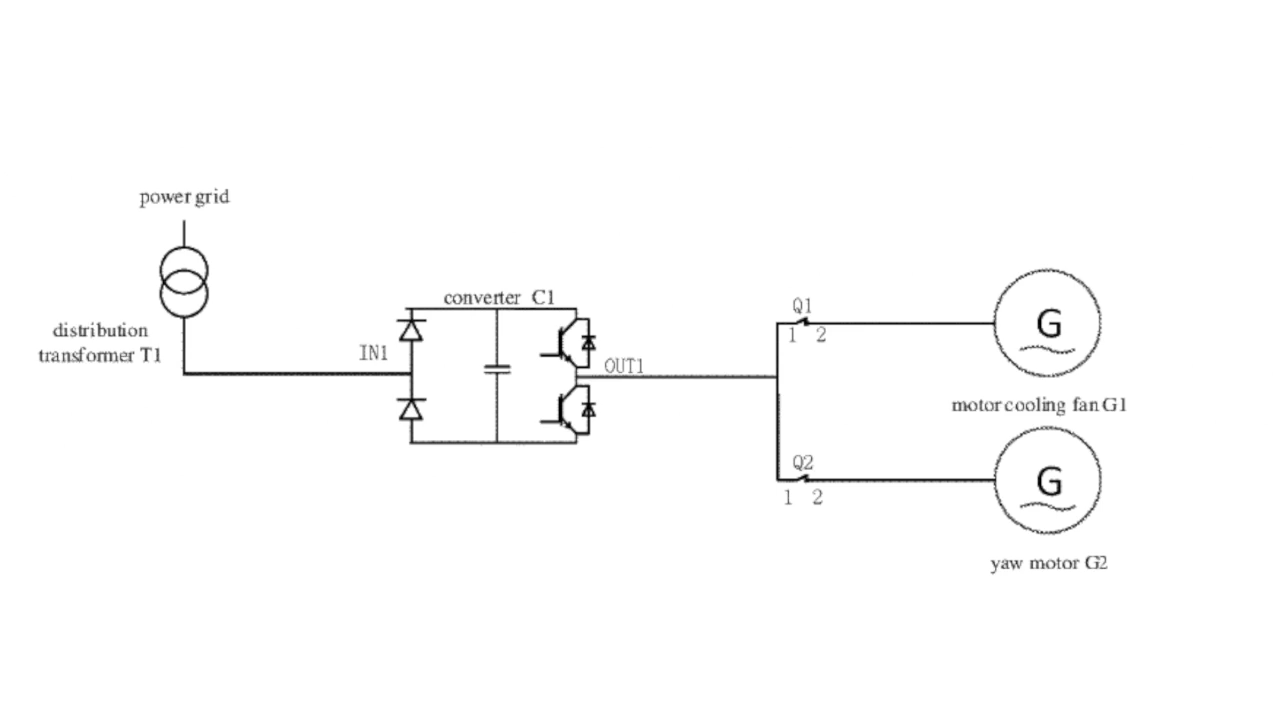 power grid
distribution
transformer T1
converter C1
IN1
OUT1
Q1
1 2
G
motor cooling fan G1
Q2
1 2
G
yaw motor G2